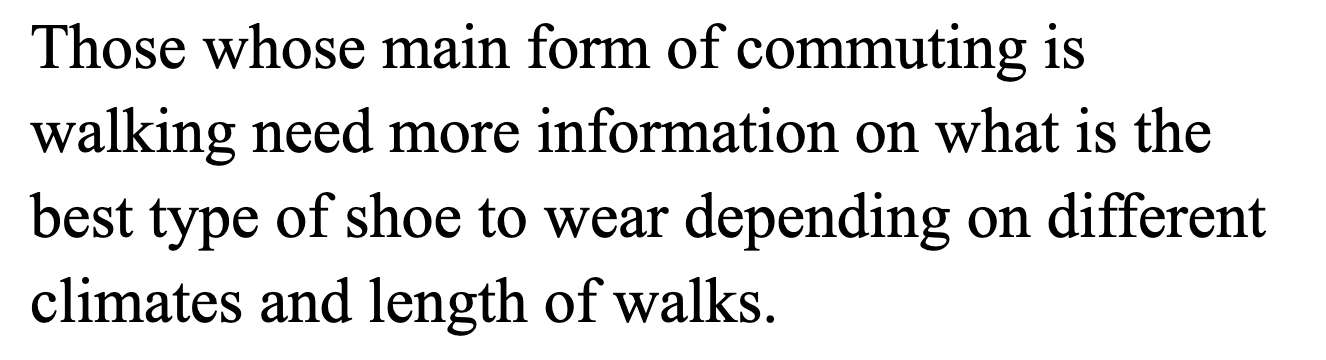 Those whose main form of commuting is
walking need more information on what is the
best type of shoe to wear depending on different
climates and length of walks.